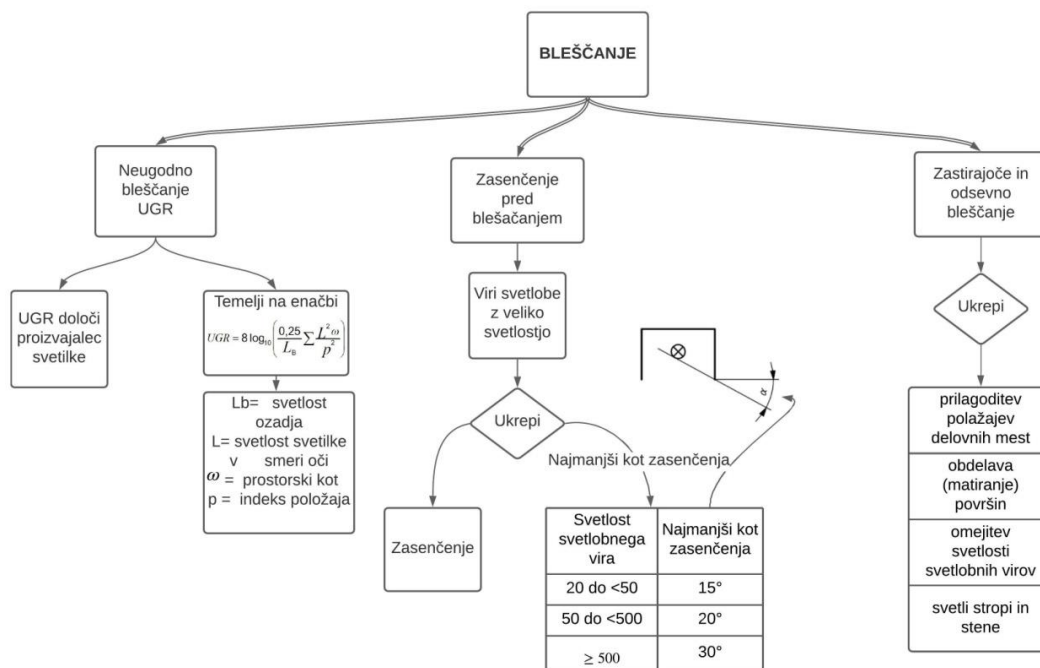 BLEŠČANJE
Neugodno
bleščanje
UGR
UGR določi
proizvajalec
svetilke
Temelji na enačbi
UGR = 8 log₁₀(0,25/L_B ∑ L²ω/p²)
Lb= svetlost
ozadja
L= svetlost svetilke
v smeri oči
ω = prostorski kot
p = indeks položaja
Zasenčenje
pred
blešačanjem
Viri svetlobe
z veliko
svetlostjo
Ukrepi
Zasenčenje
Najmanjši kot zasenčenja
α
Svetlost
svetlobnega
vira
Najmanjši kot
zasenčenja
20 do <50 15°
50 do <500 20°
≥ 500 30°
Zastirajoče in
odsevno
bleščanje
Ukrepi
prilagoditev
polažajev
delovnih mest
obdelava
(matiranje)
površin
omejitev
svetlosti
svetlobnih virov
svetli stropi in
stene